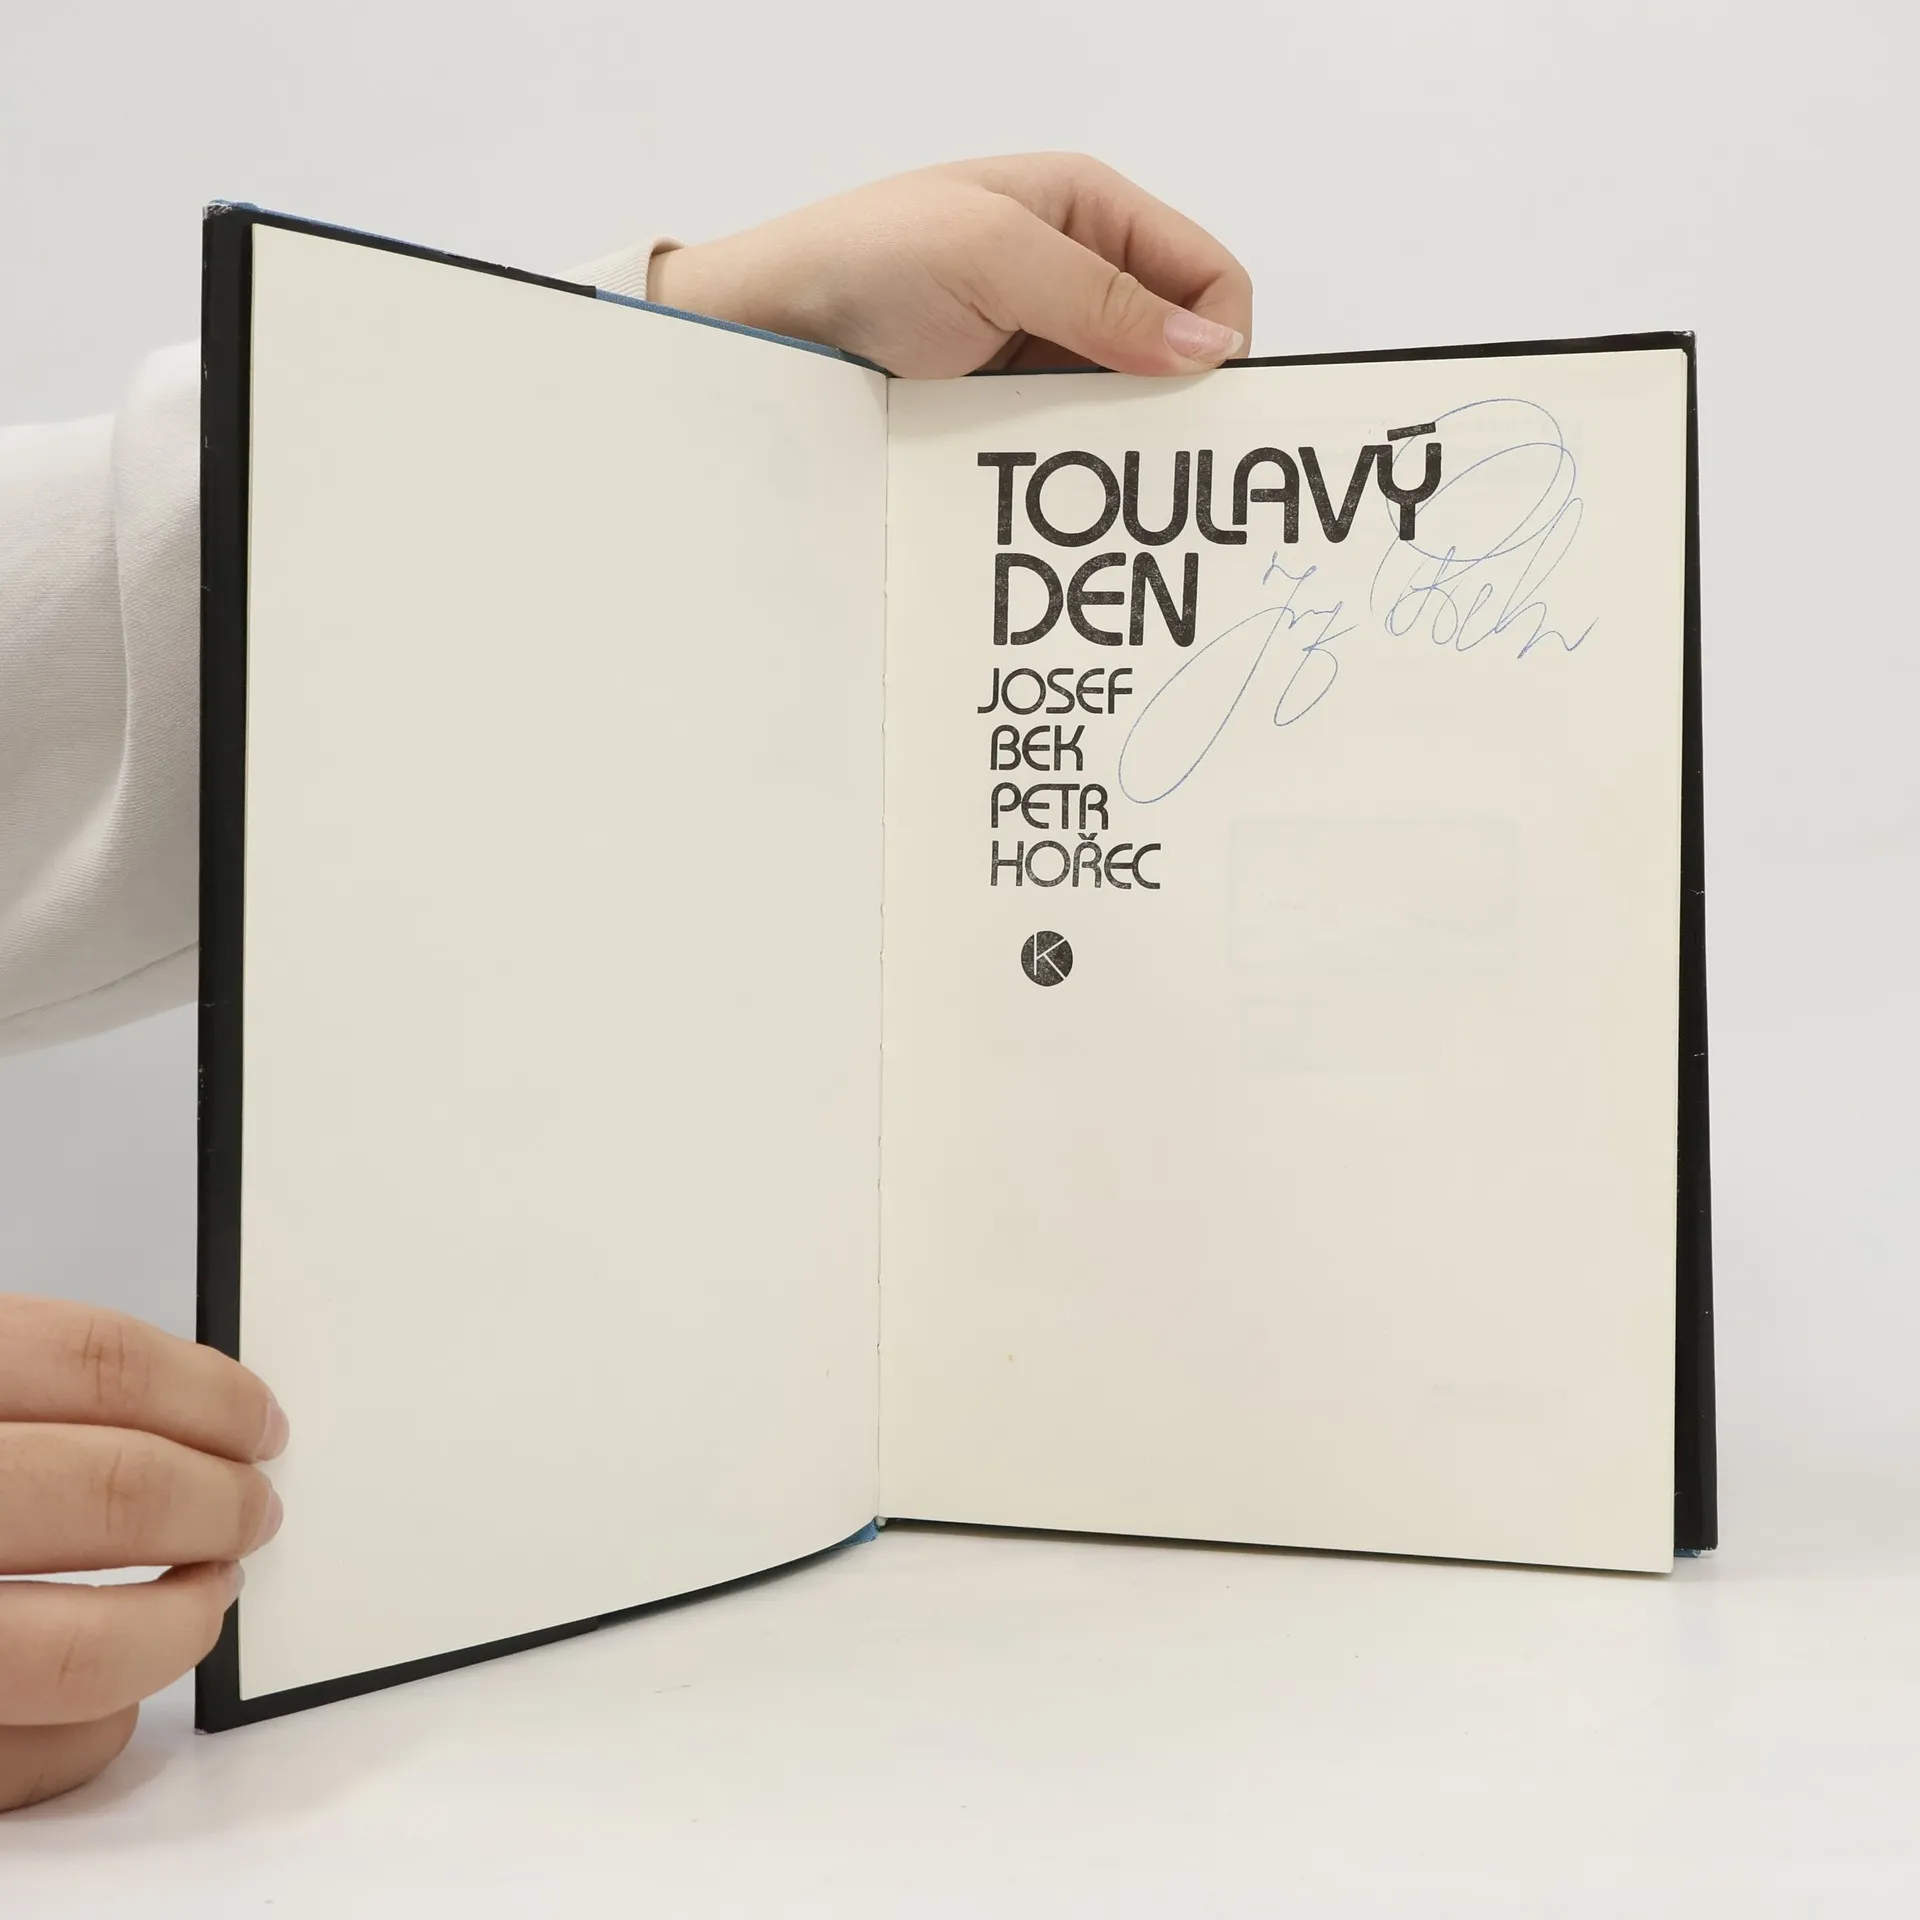 TOULAVÝ
DEN
JOSEF
BEK
PETR
HOŘEC
K